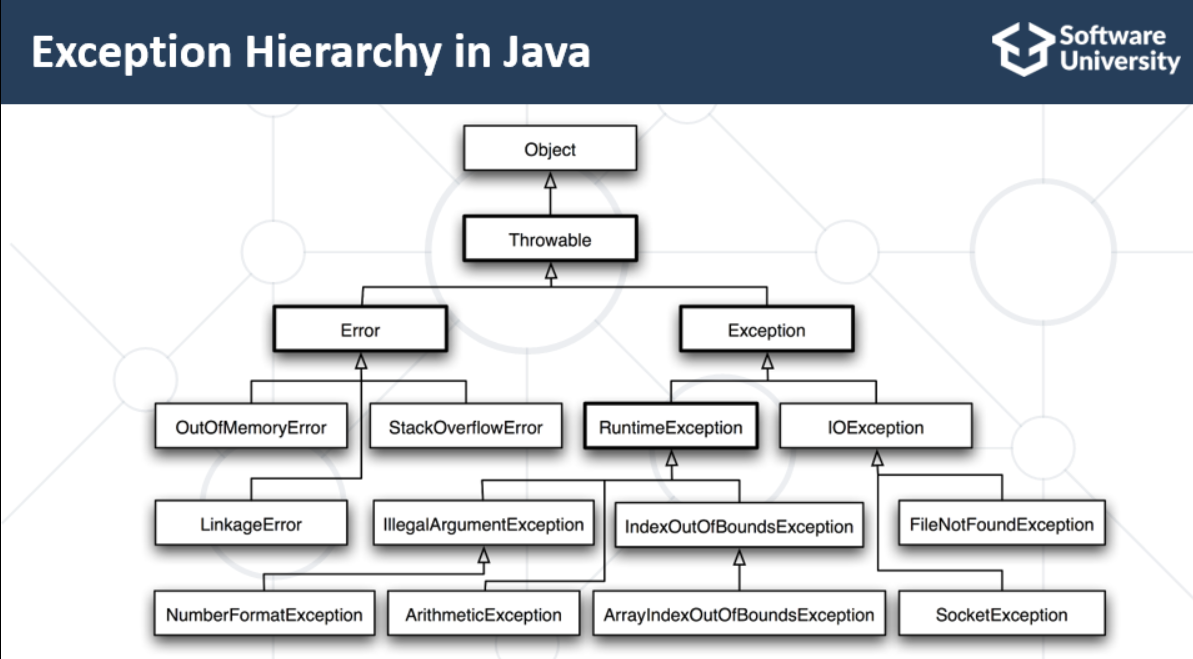 Exception Hierarchy in Java
Software
University
Object
Throwable
Error
Exception
OutOfMemoryError
StackOverflowError
RuntimeException
IOException
LinkageError
IllegalArgumentException
IndexOutOfBoundsException
FileNotFoundException
NumberFormatException
ArithmeticException
ArrayIndexOutOfBoundsException
SocketException